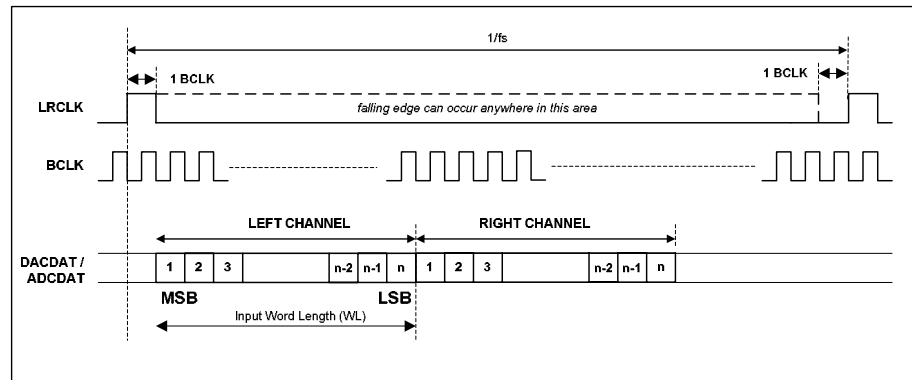 1/fs
1 BCLK
1 BCLK
LRCLK
falling edge can occur anywhere in this area
BCLK
LEFT CHANNEL
RIGHT CHANNEL
DACDAT /
ADCDAT
1 2 3 n-2 n-1 n 1 2 3 n-2 n-1 n
MSB
LSB
Input Word Length (WL)